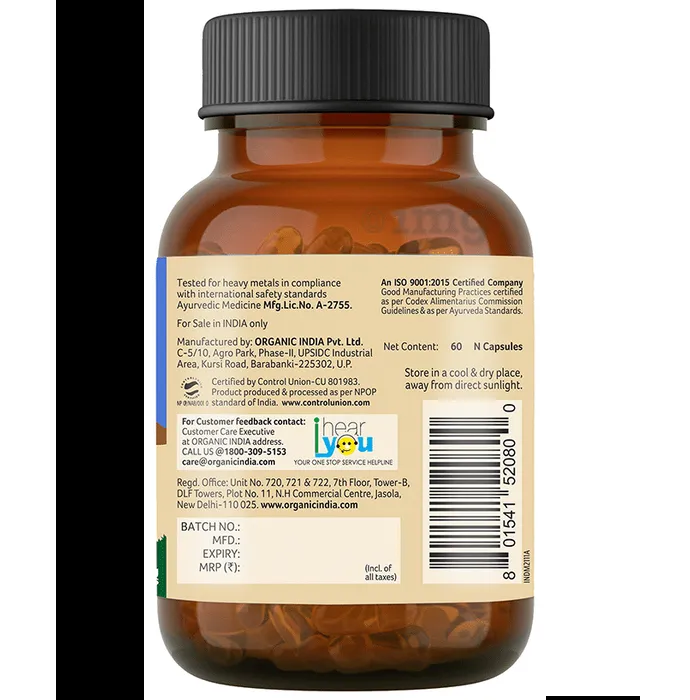 Tested for heavy metals in compliance
with international safety standards
Ayurvedic Medicine Mfg.Lic.No. A-2755.
For Sale in INDIA only
Manufactured by: ORGANIC INDIA Pvt. Ltd.
C-5/10, Agro Park, Phase-II, UPSIDC Industrial
Area, Kursi Road, Barabanki-225302, U.P.
Certified by Control Union-CU 801983.
Product produced & processed as per NPOP
standard of India. www.controlunion.com
For Customer feedback contact:
Customer Care Executive
at ORGANIC INDIA address.
CALL US @1800-309-5153
care@organicindia.com
i hear
you
YOUR ONE STOP SERVICE HELPLINE
Regd. Office: Unit No. 720, 721 & 722, 7th Floor, Tower-B,
DLF Towers, Plot No. 11, N.H Commercial Centre, Jasola,
New Delhi-110 025. www.organicindia.com
BATCH NO.:
MFD.:
EXPIRY:
MRP (₹):
(Incl. of
all taxes)
An ISO 9001:2015 Certified Company
Good Manufacturing Practices certified
as per Codex Alimentarius Commission
Guidelines & as per Ayurveda Standards.
Net Content: 60 N Capsules
Store in a cool & dry place,
away from direct sunlight.
8 01541 52080 0
INDM2111A